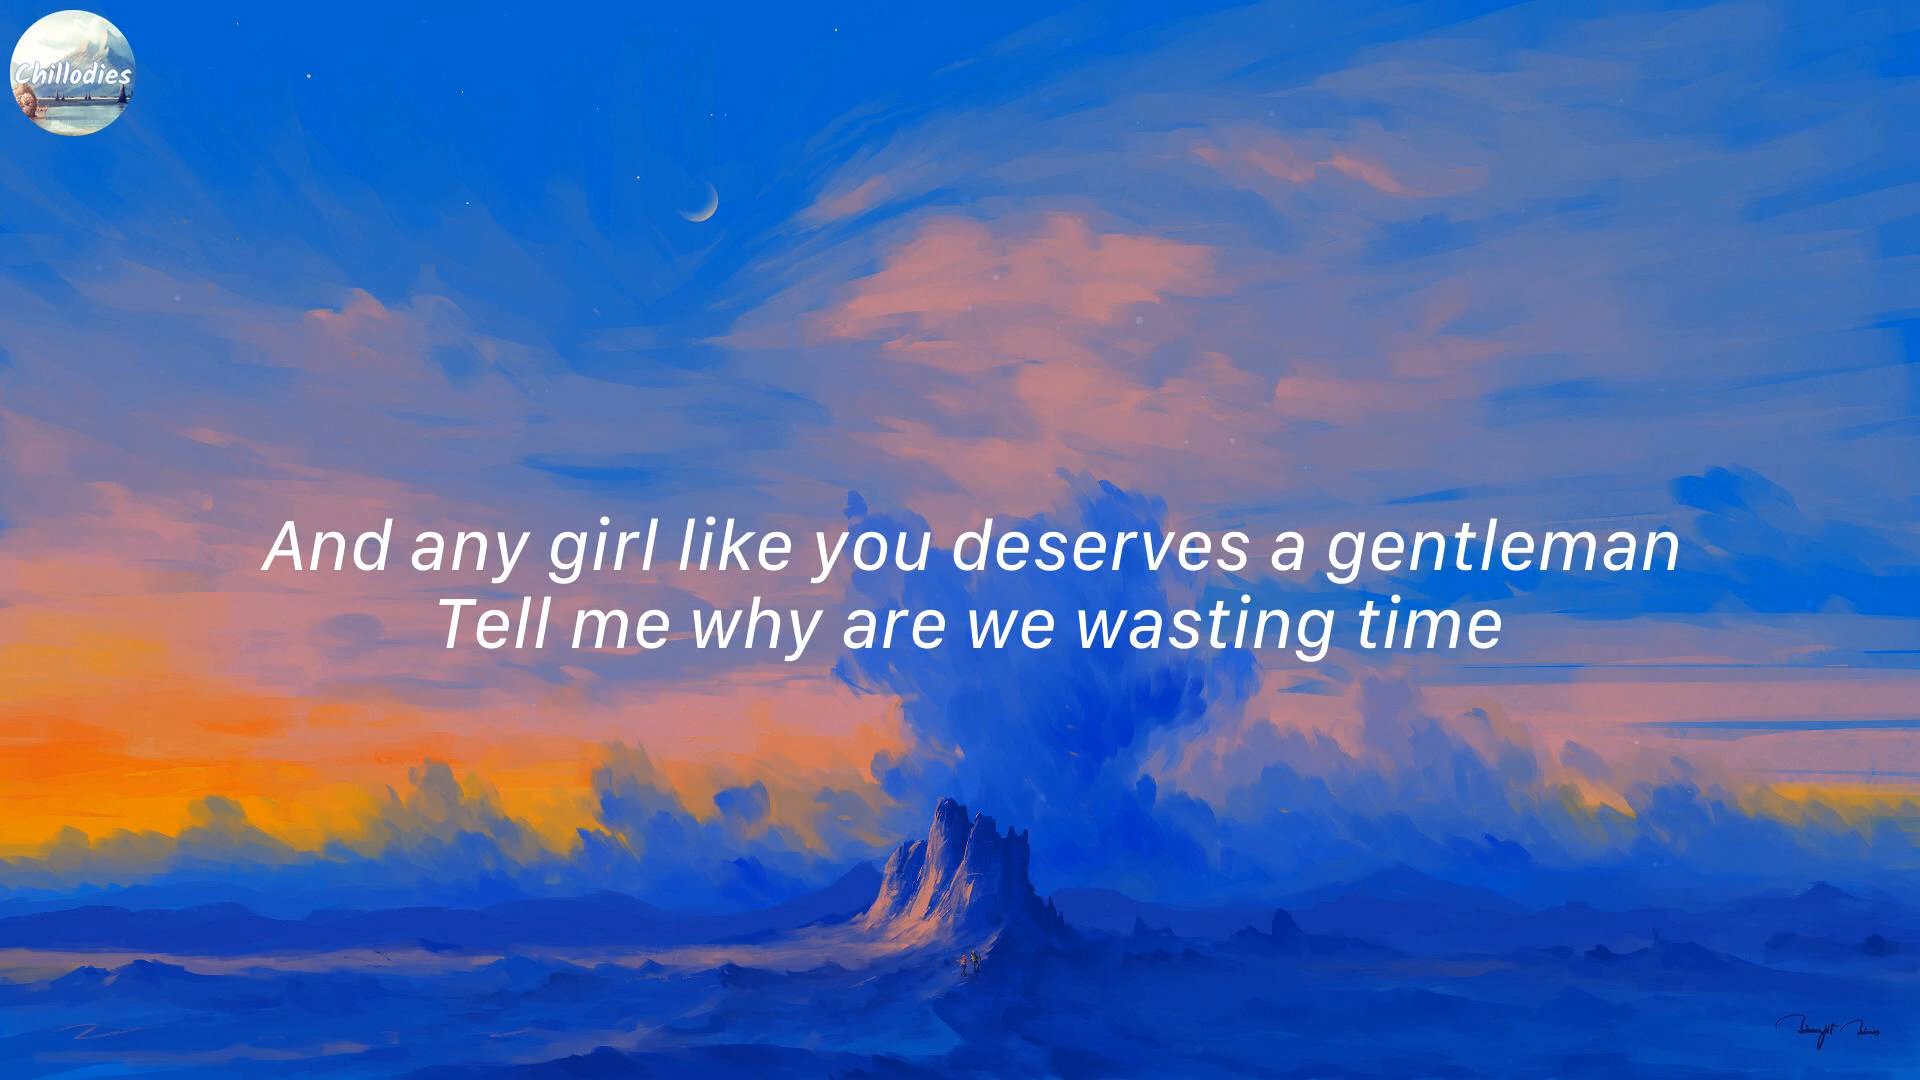 Chillodies
And any girl like you deserves a gentleman
Tell me why are we wasting time